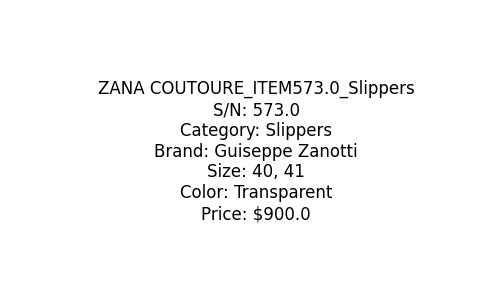 ZANA COUTOURE_ITEM573.0_Slippers
S/N: 573.0
Category: Slippers
Brand: Guiseppe Zanotti
Size: 40, 41
Color: Transparent
Price: $900.0